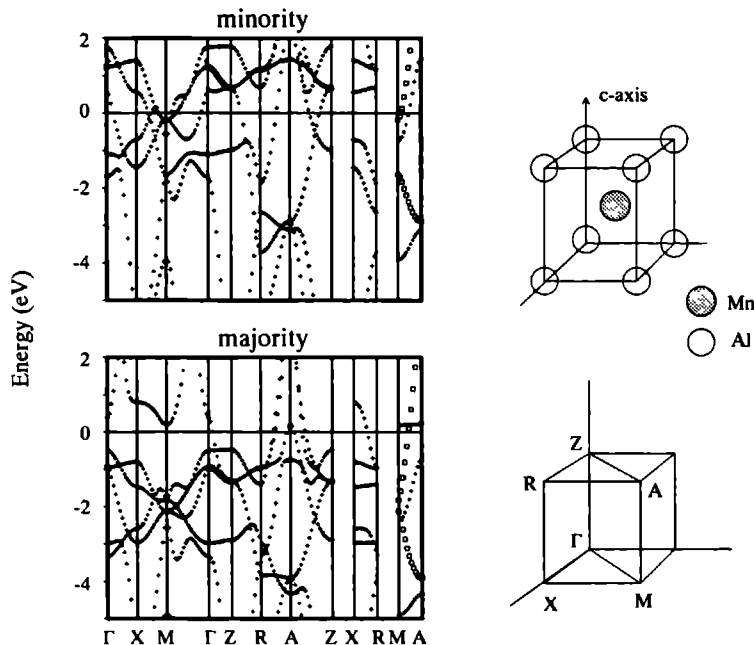 minority
2
0
-2
-4
Energy (eV)
majority
2
0
-2
-4
Γ X M Γ Z R A Z X R M A
c-axis
Mn
Al
Z
R
A
Γ
X
M